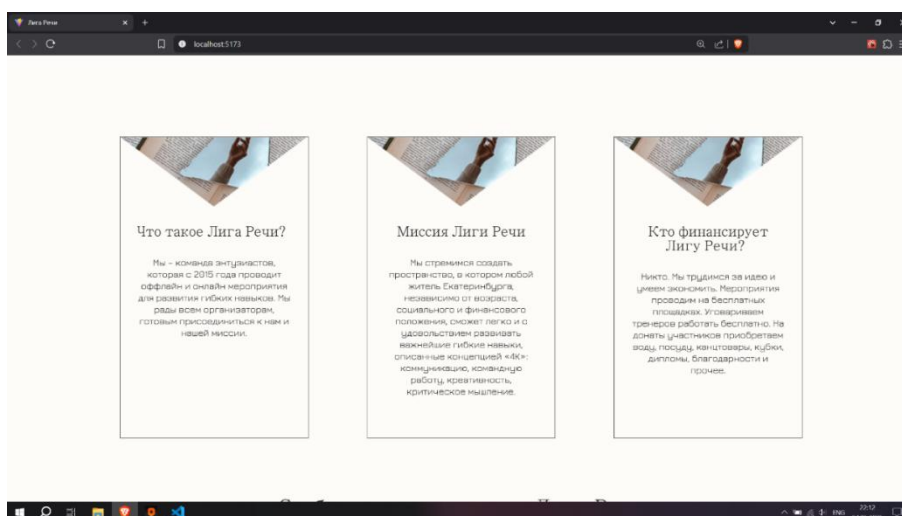 Лига Речи
localhost:5173
Что такое Лига Речи?
Мы – команда энтузиастов,
которая с 2015 года проводит
оффлайн и онлайн мероприятия
для развития гибких навыков. Мы
рады всем организаторам,
готовым присоединиться к нам и
нашей миссии.
Миссия Лиги Речи
Мы стремимся создать
пространство, в котором любой
житель Екатеринбурга,
независимо от возраста,
социального и финансового
положения, сможет легко и с
удовольствием развивать
важнейшие гибкие навыки,
описанные концепцией «4К»:
коммуникацию, командную
работу, креативность,
критическое мышление.
Кто финансирует
Лигу Речи?
Никто. Мы трудимся за идею и
умеем экономить. Мероприятия
проводим на бесплатных
площадках. Уговариваем
тренеров работать бесплатно. На
донаты участников приобретаем
воду, посуду, канцтовары, кубки,
дипломы, благодарности и
прочее.
ENG
22:12